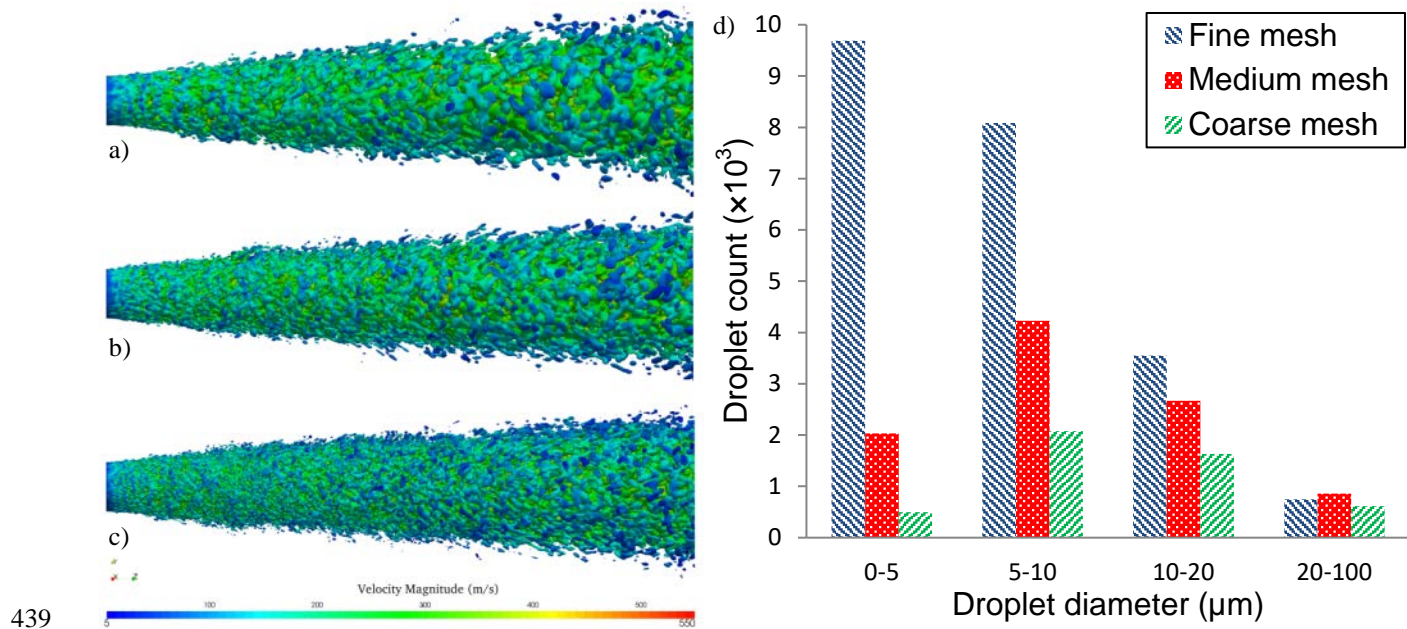 a)
b)
c)
Velocity Magnitude (m/s)
5 100 200 300 400 500 550
439
d)
Droplet count (×10³)
10
9
8
7
6
5
4
3
2
1
0
0-5 5-10 10-20 20-100
Droplet diameter (µm)
Fine mesh
Medium mesh
Coarse mesh